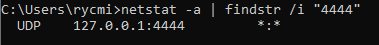 C:\Users\rycmi>netstat -a | findstr /i "4444"
  UDP    127.0.0.1:4444         *:*